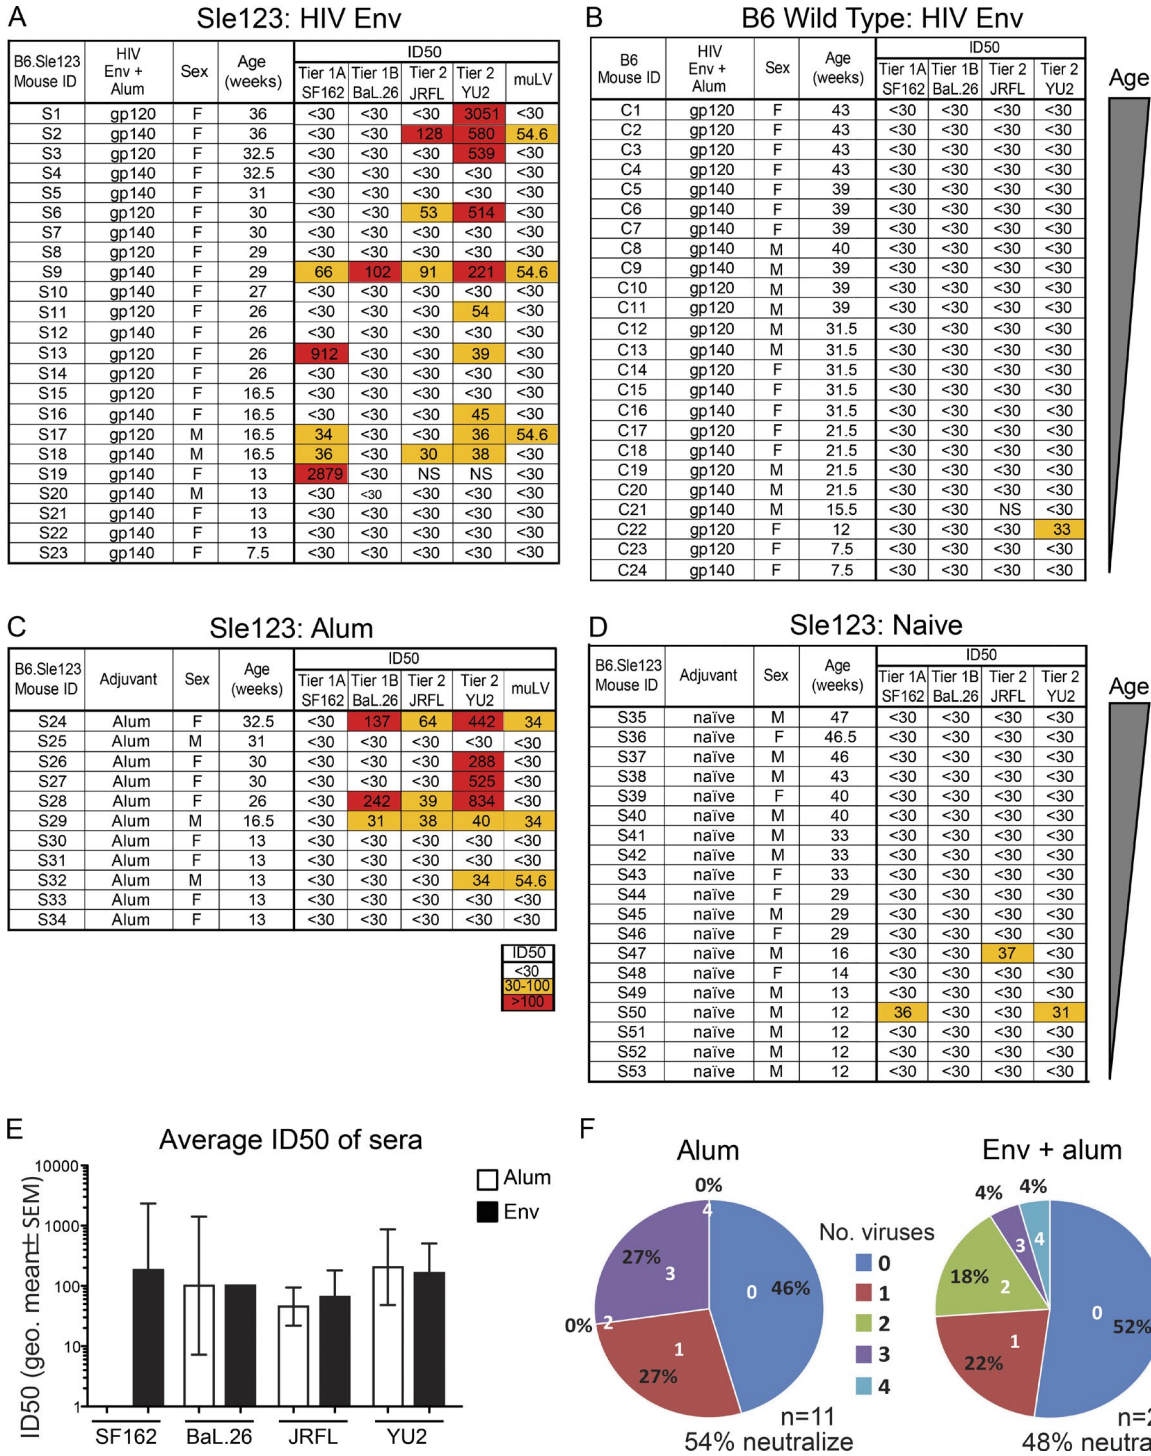 A Sle123: HIV Env
B6.Sle123 Mouse ID | HIV Env + Alum | Sex | Age (weeks) | ID50
Tier 1A SF162 | Tier 1B BaL.26 | Tier 2 JRFL | Tier 2 YU2 | muLV
S1 gp120 F 36 <30 <30 <30 3051 <30
S2 gp140 F 36 <30 <30 128 580 54.6
S3 gp120 F 32.5 <30 <30 <30 539 <30
S4 gp140 F 32.5 <30 <30 <30 <30 <30
S5 gp140 F 31 <30 <30 <30 <30 <30
S6 gp120 F 30 <30 <30 53 514 <30
S7 gp140 F 30 <30 <30 <30 <30 <30
S8 gp120 F 29 <30 <30 <30 <30 <30
S9 gp140 F 29 66 102 91 221 54.6
S10 gp140 F 27 <30 <30 <30 <30 <30
S11 gp120 F 26 <30 <30 <30 54 <30
S12 gp140 F 26 <30 <30 <30 <30 <30
S13 gp120 F 26 912 <30 <30 39 <30
S14 gp120 F 26 <30 <30 <30 <30 <30
S15 gp120 F 16.5 <30 <30 <30 <30 <30
S16 gp140 F 16.5 <30 <30 <30 45 <30
S17 gp120 M 16.5 34 <30 <30 36 54.6
S18 gp140 M 16.5 36 <30 30 38 <30
S19 gp140 F 13 2879 <30 NS NS <30
S20 gp140 M 13 <30 <30 <30 <30 <30
S21 gp140 F 13 <30 <30 <30 <30 <30
S22 gp140 F 13 <30 <30 <30 <30 <30
S23 gp140 F 7.5 <30 <30 <30 <30 <30
B B6 Wild Type: HIV Env
B6 Mouse ID | HIV Env + Alum | Sex | Age (weeks) | ID50
Tier 1A SF162 | Tier 1B BaL.26 | Tier 2 JRFL | Tier 2 YU2
C1 gp120 F 43 <30 <30 <30 <30
C2 gp120 F 43 <30 <30 <30 <30
C3 gp120 F 43 <30 <30 <30 <30
C4 gp120 F 43 <30 <30 <30 <30
C5 gp140 F 39 <30 <30 <30 <30
C6 gp140 F 39 <30 <30 <30 <30
C7 gp140 F 39 <30 <30 <30 <30
C8 gp140 M 40 <30 <30 <30 <30
C9 gp140 M 39 <30 <30 <30 <30
C10 gp120 M 39 <30 <30 <30 <30
C11 gp120 M 39 <30 <30 <30 <30
C12 gp120 M 31.5 <30 <30 <30 <30
C13 gp140 M 31.5 <30 <30 <30 <30
C14 gp120 F 31.5 <30 <30 <30 <30
C15 gp140 F 31.5 <30 <30 <30 <30
C16 gp140 F 31.5 <30 <30 <30 <30
C17 gp120 F 21.5 <30 <30 <30 <30
C18 gp140 F 21.5 <30 <30 <30 <30
C19 gp120 M 21.5 <30 <30 <30 <30
C20 gp140 M 21.5 <30 <30 <30 <30
C21 gp140 M 15.5 <30 <30 NS <30
C22 gp120 F 12 <30 <30 <30 33
C23 gp120 F 7.5 <30 <30 <30 <30
C24 gp140 F 7.5 <30 <30 <30 <30
Age
C Sle123: Alum
B6.Sle123 Mouse ID | Adjuvant | Sex | Age (weeks) | ID50
Tier 1A SF162 | Tier 1B BaL.26 | Tier 2 JRFL | Tier 2 YU2 | muLV
S24 Alum F 32.5 <30 137 64 442 34
S25 Alum M 31 <30 <30 <30 <30 <30
S26 Alum F 30 <30 <30 <30 288 <30
S27 Alum F 30 <30 <30 <30 525 <30
S28 Alum F 26 <30 242 39 834 <30
S29 Alum M 16.5 <30 31 38 40 34
S30 Alum F 13 <30 <30 <30 <30 <30
S31 Alum F 13 <30 <30 <30 <30 <30
S32 Alum M 13 <30 <30 <30 34 54.6
S33 Alum F 13 <30 <30 <30 <30 <30
S34 Alum F 13 <30 <30 <30 <30 <30
ID50
<30
30-100
>100
D Sle123: Naive
B6.Sle123 Mouse ID | Adjuvant | Sex | Age (weeks) | ID50
Tier 1A SF162 | Tier 1B BaL.26 | Tier 2 JRFL | Tier 2 YU2
S35 naïve M 47 <30 <30 <30 <30
S36 naïve F 46.5 <30 <30 <30 <30
S37 naïve M 46 <30 <30 <30 <30
S38 naïve M 43 <30 <30 <30 <30
S39 naïve F 40 <30 <30 <30 <30
S40 naïve M 40 <30 <30 <30 <30
S41 naïve M 33 <30 <30 <30 <30
S42 naïve M 33 <30 <30 <30 <30
S43 naïve F 33 <30 <30 <30 <30
S44 naïve F 29 <30 <30 <30 <30
S45 naïve M 29 <30 <30 <30 <30
S46 naïve F 29 <30 <30 <30 <30
S47 naïve M 16 <30 <30 37 <30
S48 naïve F 14 <30 <30 <30 <30
S49 naïve M 13 <30 <30 <30 <30
S50 naïve M 12 36 <30 <30 31
S51 naïve M 12 <30 <30 <30 <30
S52 naïve M 12 <30 <30 <30 <30
S53 naïve M 12 <30 <30 <30 <30
Age
E Average ID50 of sera
ID50 (geo. mean± SEM)
10000
1000
100
10
1
SF162 BaL.26 JRFL YU2
Alum
Env
F
Alum
0%
4
27%
3
0 46%
0% 2
1
27%
n=11
54% neutralize
No. viruses
0
1
2
3
4
Env + alum
4% 4%
3 4
18%
2
0
52%
1
22%
n=2
48% neutraliz